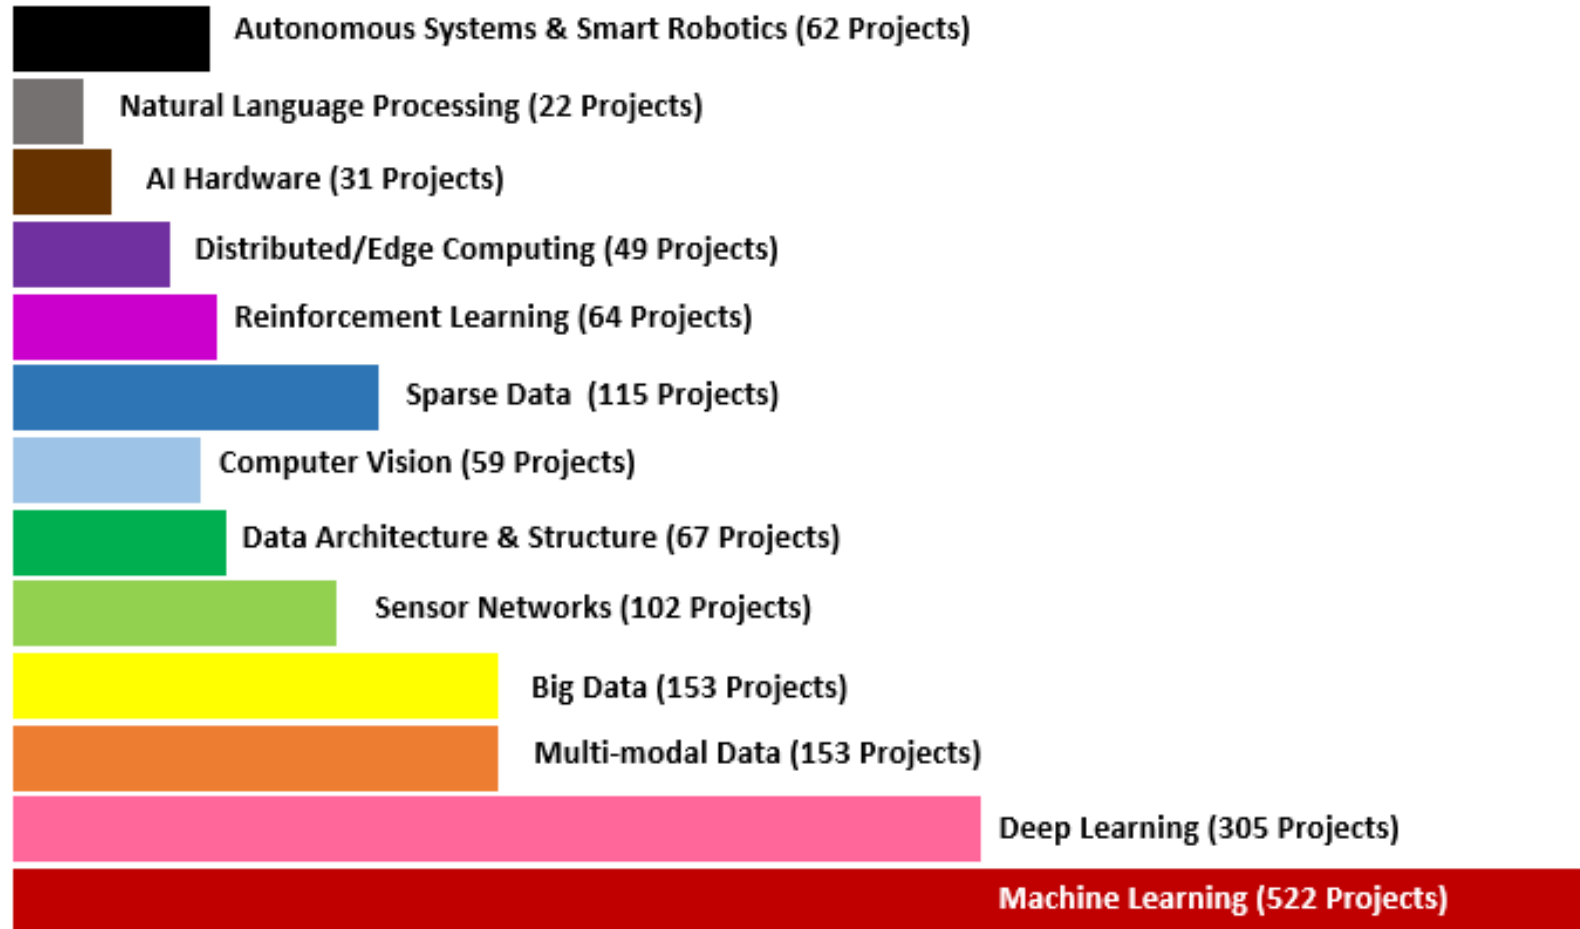 Autonomous Systems & Smart Robotics (62 Projects)
Natural Language Processing (22 Projects)
AI Hardware (31 Projects)
Distributed/Edge Computing (49 Projects)
Reinforcement Learning (64 Projects)
Sparse Data  (115 Projects)
Computer Vision (59 Projects)
Data Architecture & Structure (67 Projects)
Sensor Networks (102 Projects)
Big Data (153 Projects)
Multi-modal Data (153 Projects)
Deep Learning (305 Projects)
Machine Learning (522 Projects)